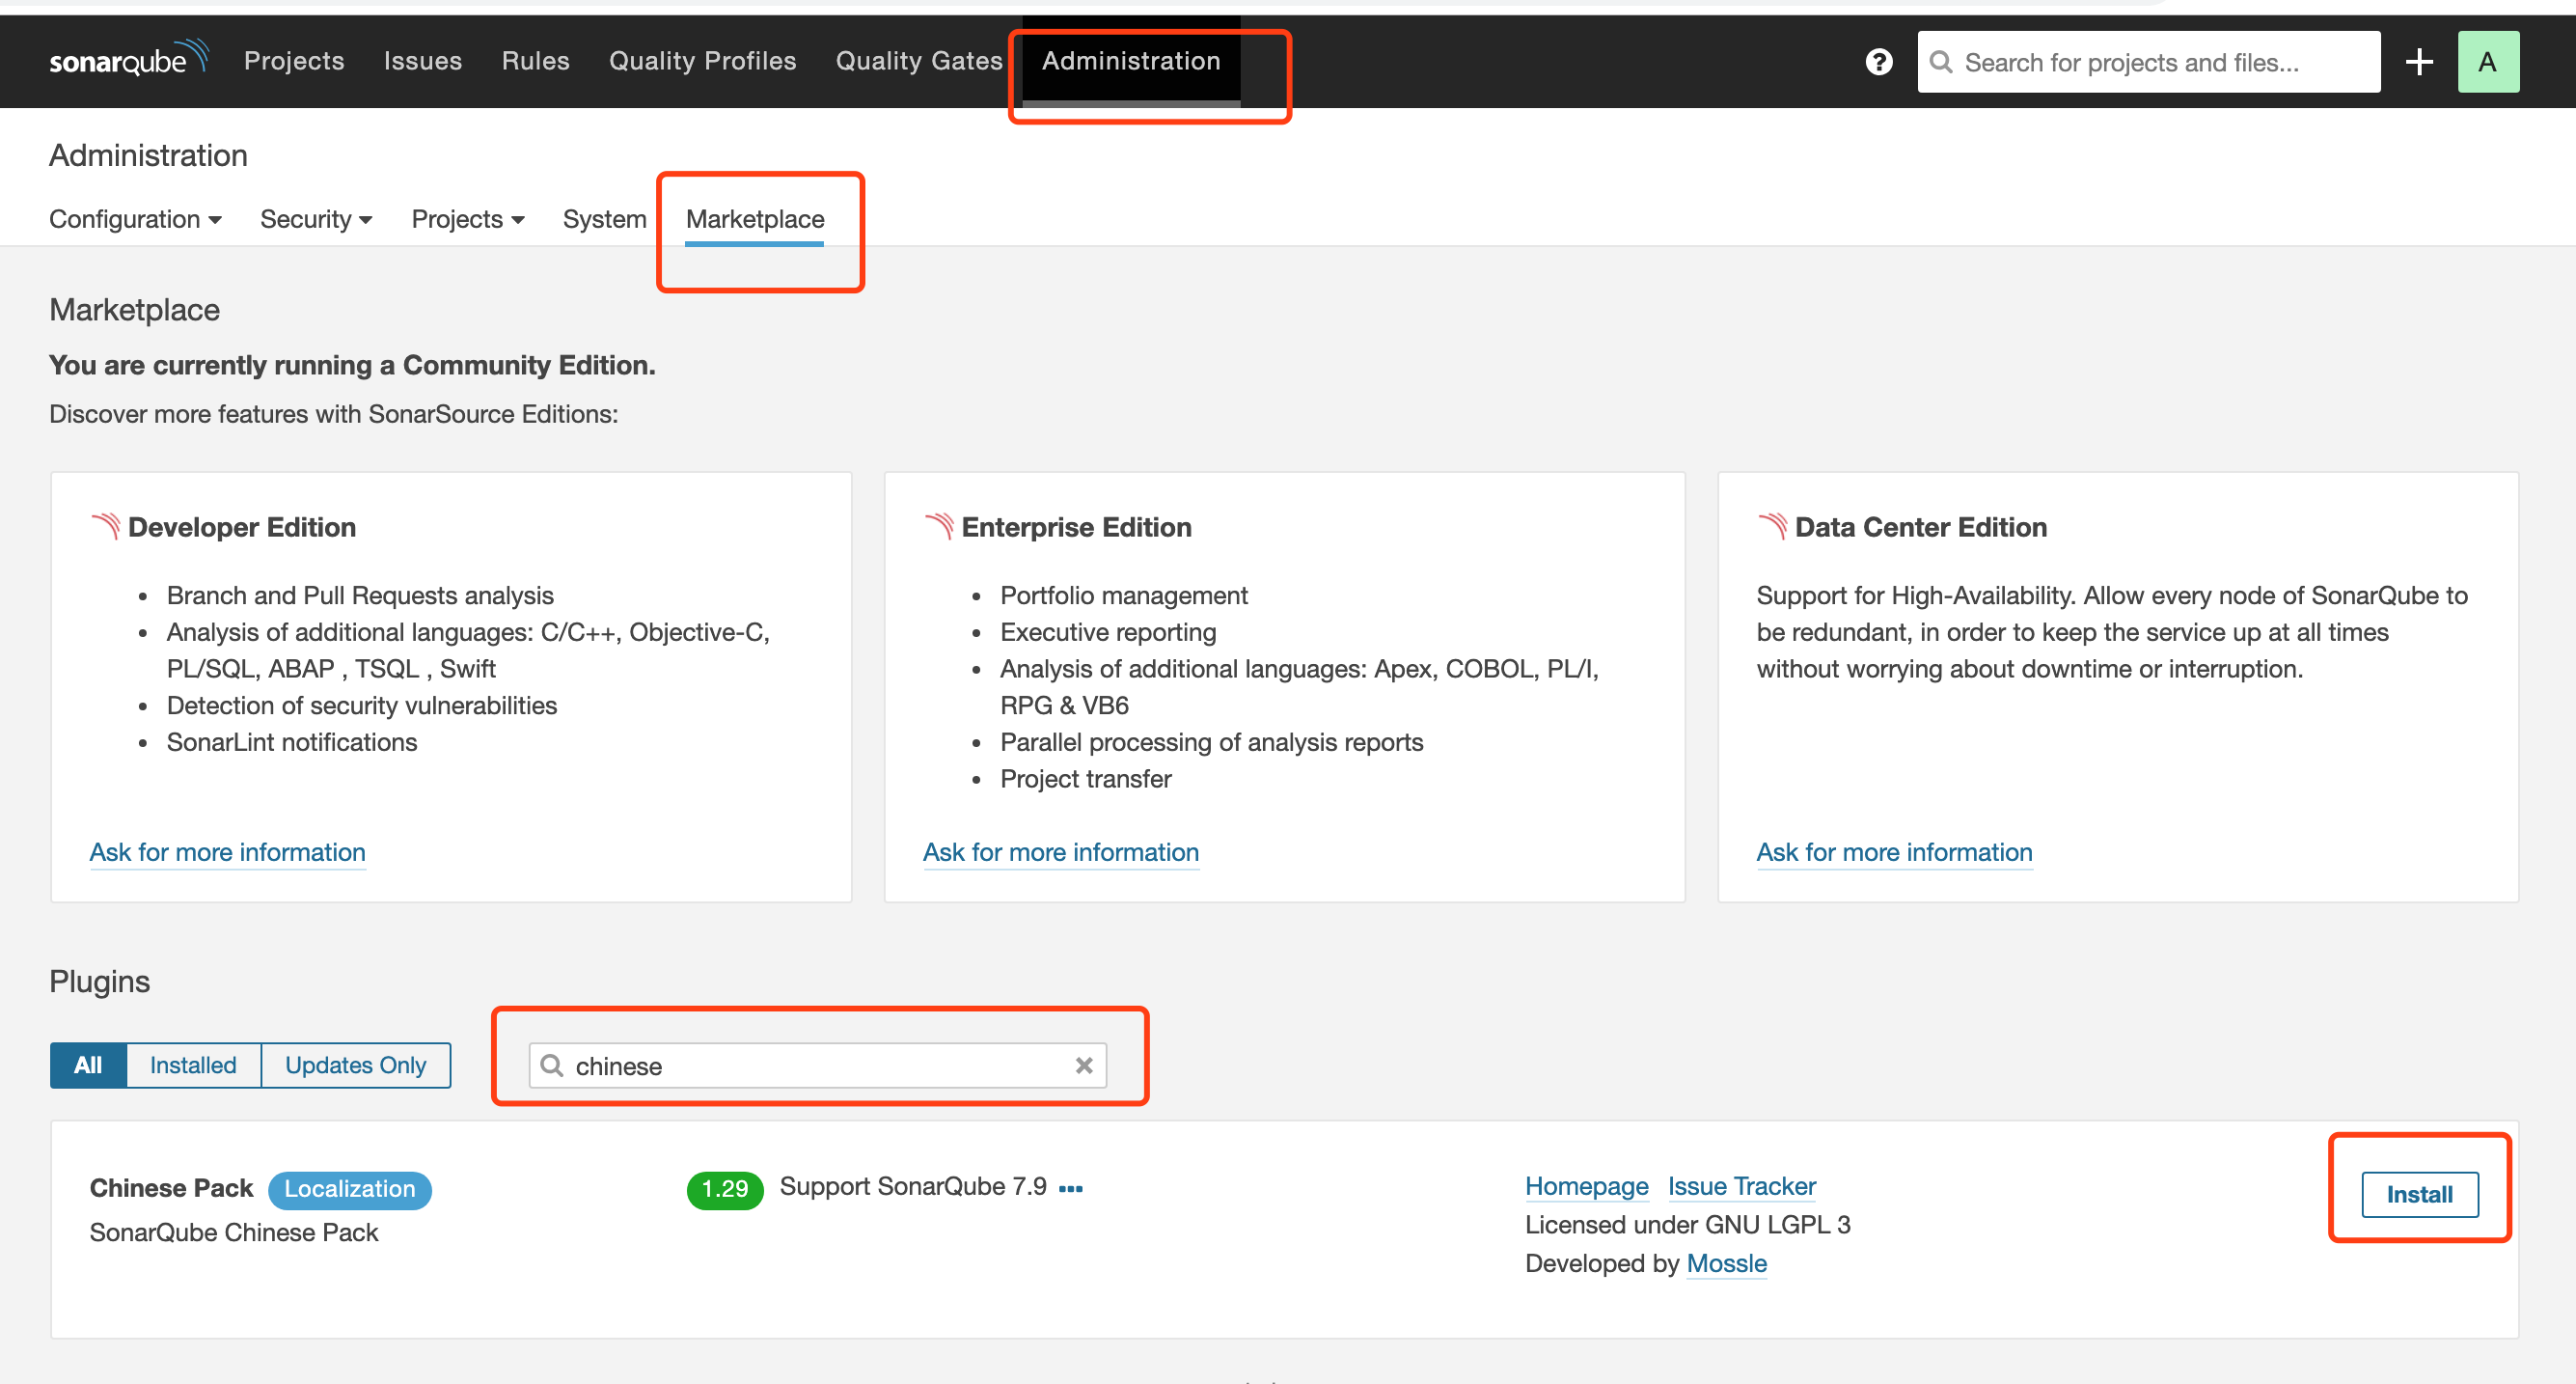 sonarqube Projects Issues Rules Quality Profiles Quality Gates Administration ? Search for projects and files... + A
Administration
Configuration Security Projects System Marketplace
Marketplace
You are currently running a Community Edition.
Discover more features with SonarSource Editions:
Developer Edition
Branch and Pull Requests analysis
Analysis of additional languages: C/C++, Objective-C,
PL/SQL, ABAP , TSQL , Swift
Detection of security vulnerabilities
SonarLint notifications
Ask for more information
Enterprise Edition
Portfolio management
Executive reporting
Analysis of additional languages: Apex, COBOL, PL/I,
RPG & VB6
Parallel processing of analysis reports
Project transfer
Ask for more information
Data Center Edition
Support for High-Availability. Allow every node of SonarQube to
be redundant, in order to keep the service up at all times
without worrying about downtime or interruption.
Ask for more information
Plugins
All Installed Updates Only chinese
Chinese Pack Localization
SonarQube Chinese Pack
1.29 Support SonarQube 7.9 ...
Homepage Issue Tracker
Licensed under GNU LGPL 3
Developed by Mossle
Install